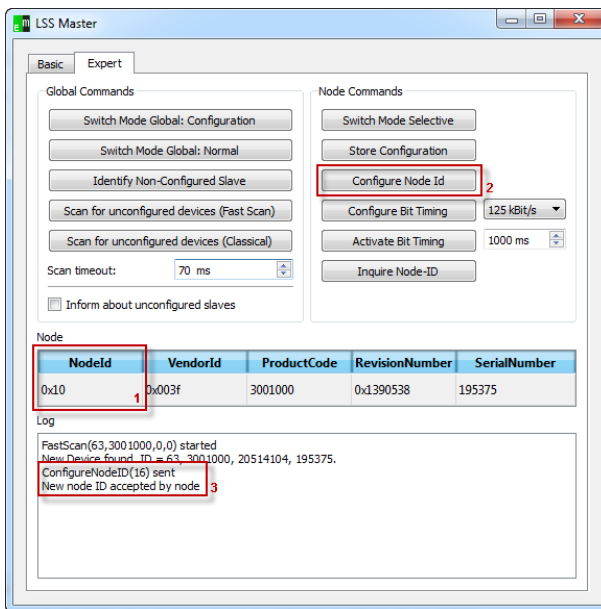 LSS Master
Basic
Expert
Global Commands
Switch Mode Global: Configuration
Switch Mode Global: Normal
Identify Non-Configured Slave
Scan for unconfigured devices (Fast Scan)
Scan for unconfigured devices (Classical)
Scan timeout:
70 ms
Inform about unconfigured slaves
Node Commands
Switch Mode Selective
Store Configuration
Configure Node Id
2
Configure Bit Timing
125 kBit/s
Activate Bit Timing
1000 ms
Inquire Node-ID
Node
NodeId VendorId ProductCode RevisionNumber SerialNumber
0x10 1 0x003f 3001000 0x1390538 195375
Log
FastScan(63,3001000,0,0) started
New Device found, ID = 63, 3001000, 20514104, 195375.
ConfigureNodeID(16) sent
New node ID accepted by node 3